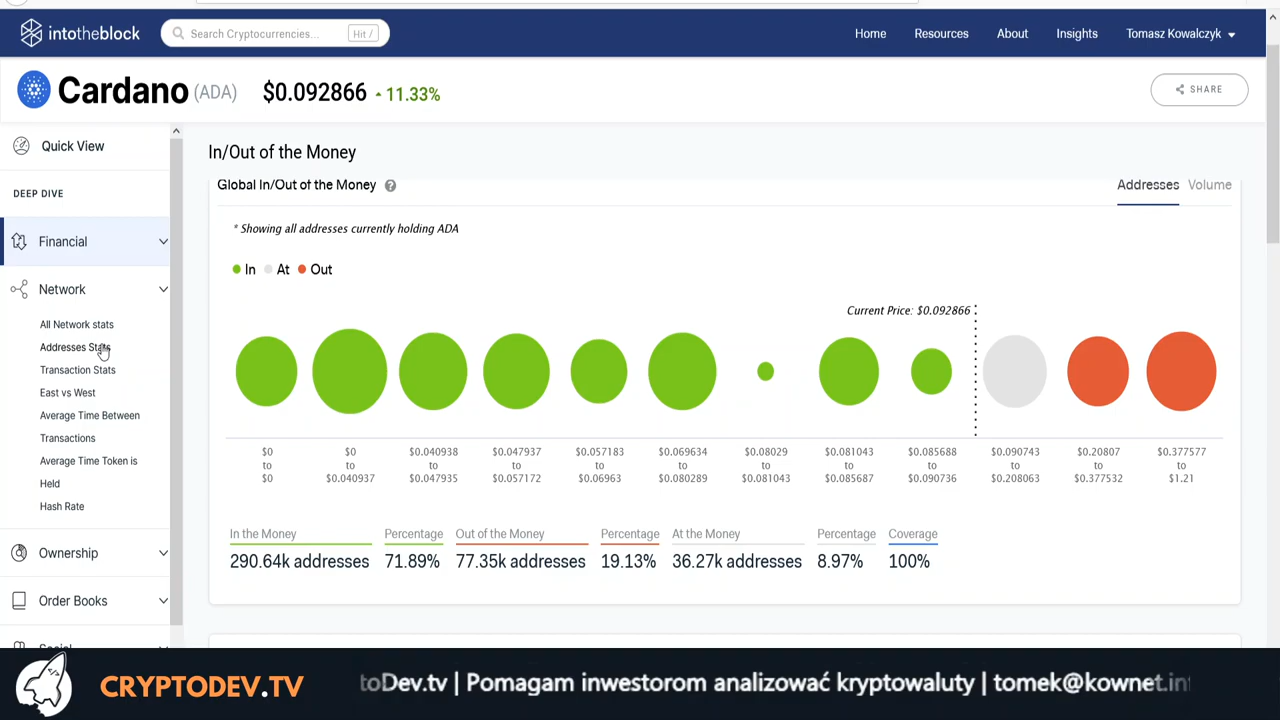 intotheblock
Search Cryptocurrencies... Hit /
Home Resources About Insights Tomasz Kowalczyk
Cardano (ADA) $0.092866 11.33%
SHARE
Quick View
DEEP DIVE
Financial
Network
All Network stats
Addresses Stats
Transaction Stats
East vs West
Average Time Between
Transactions
Average Time Token is
Held
Hash Rate
Ownership
Order Books
Social
In/Out of the Money
Global In/Out of the Money ?
Addresses Volume
* Showing all addresses currently holding ADA
In At Out
Current Price: $0.092866
$0 $0 $0.040938 $0.047937 $0.057183 $0.069634 $0.08029 $0.081043 $0.085688 $0.090743 $0.20807 $0.377577
to to to to to to to to to to to to
$0 $0.040937 $0.047935 $0.057172 $0.06963 $0.080289 $0.081043 $0.085687 $0.090736 $0.208063 $0.377532 $1.21
In the Money Percentage Out of the Money Percentage At the Money Percentage Coverage
290.64k addresses 71.89% 77.35k addresses 19.13% 36.27k addresses 8.97% 100%
CRYPTODEV.TV
toDev.tv | Pomagam inwestorom analizować kryptowaluty | tomek@kownet.in